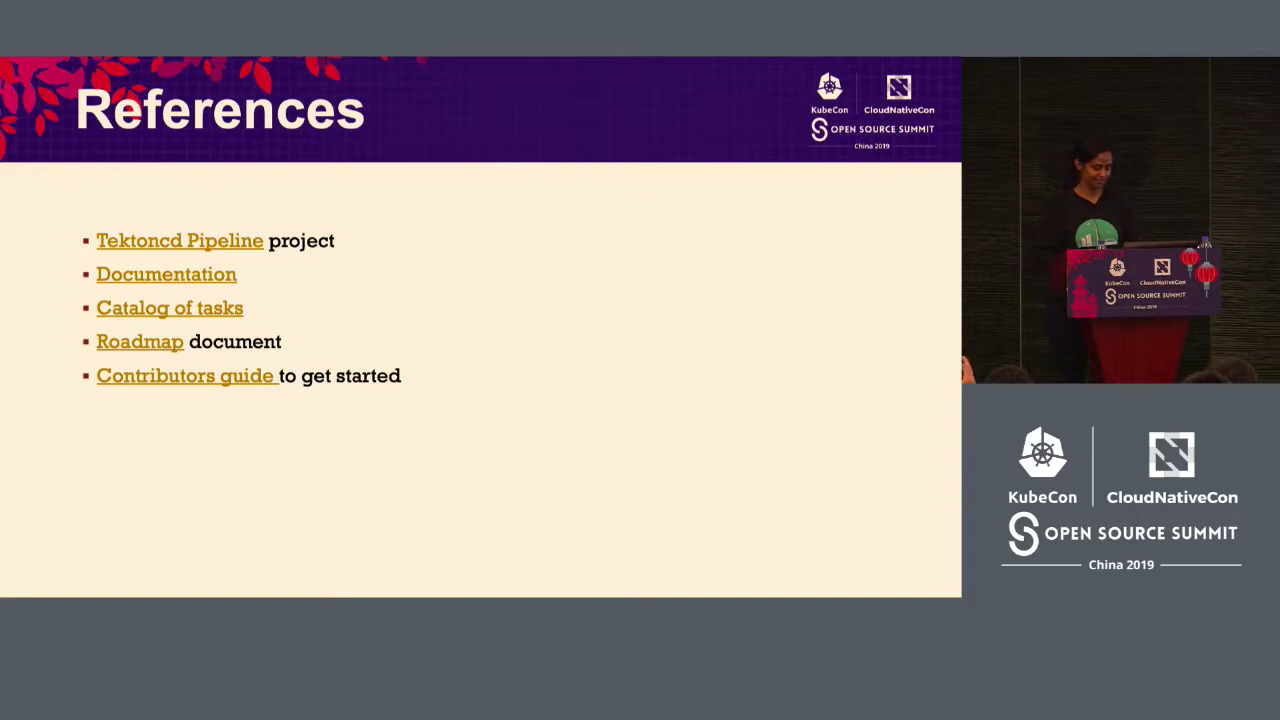 References
KubeCon
CloudNativeCon
OPEN SOURCE SUMMIT
China 2019
Tektoncd Pipeline project
Documentation
Catalog of tasks
Roadmap document
Contributors guide to get started
KubeCon
CloudNativeCon
OPEN SOURCE SUMMIT
China 2019
KubeCon
CloudNativeCon
OPEN SOURCE SUMMIT
China 2019